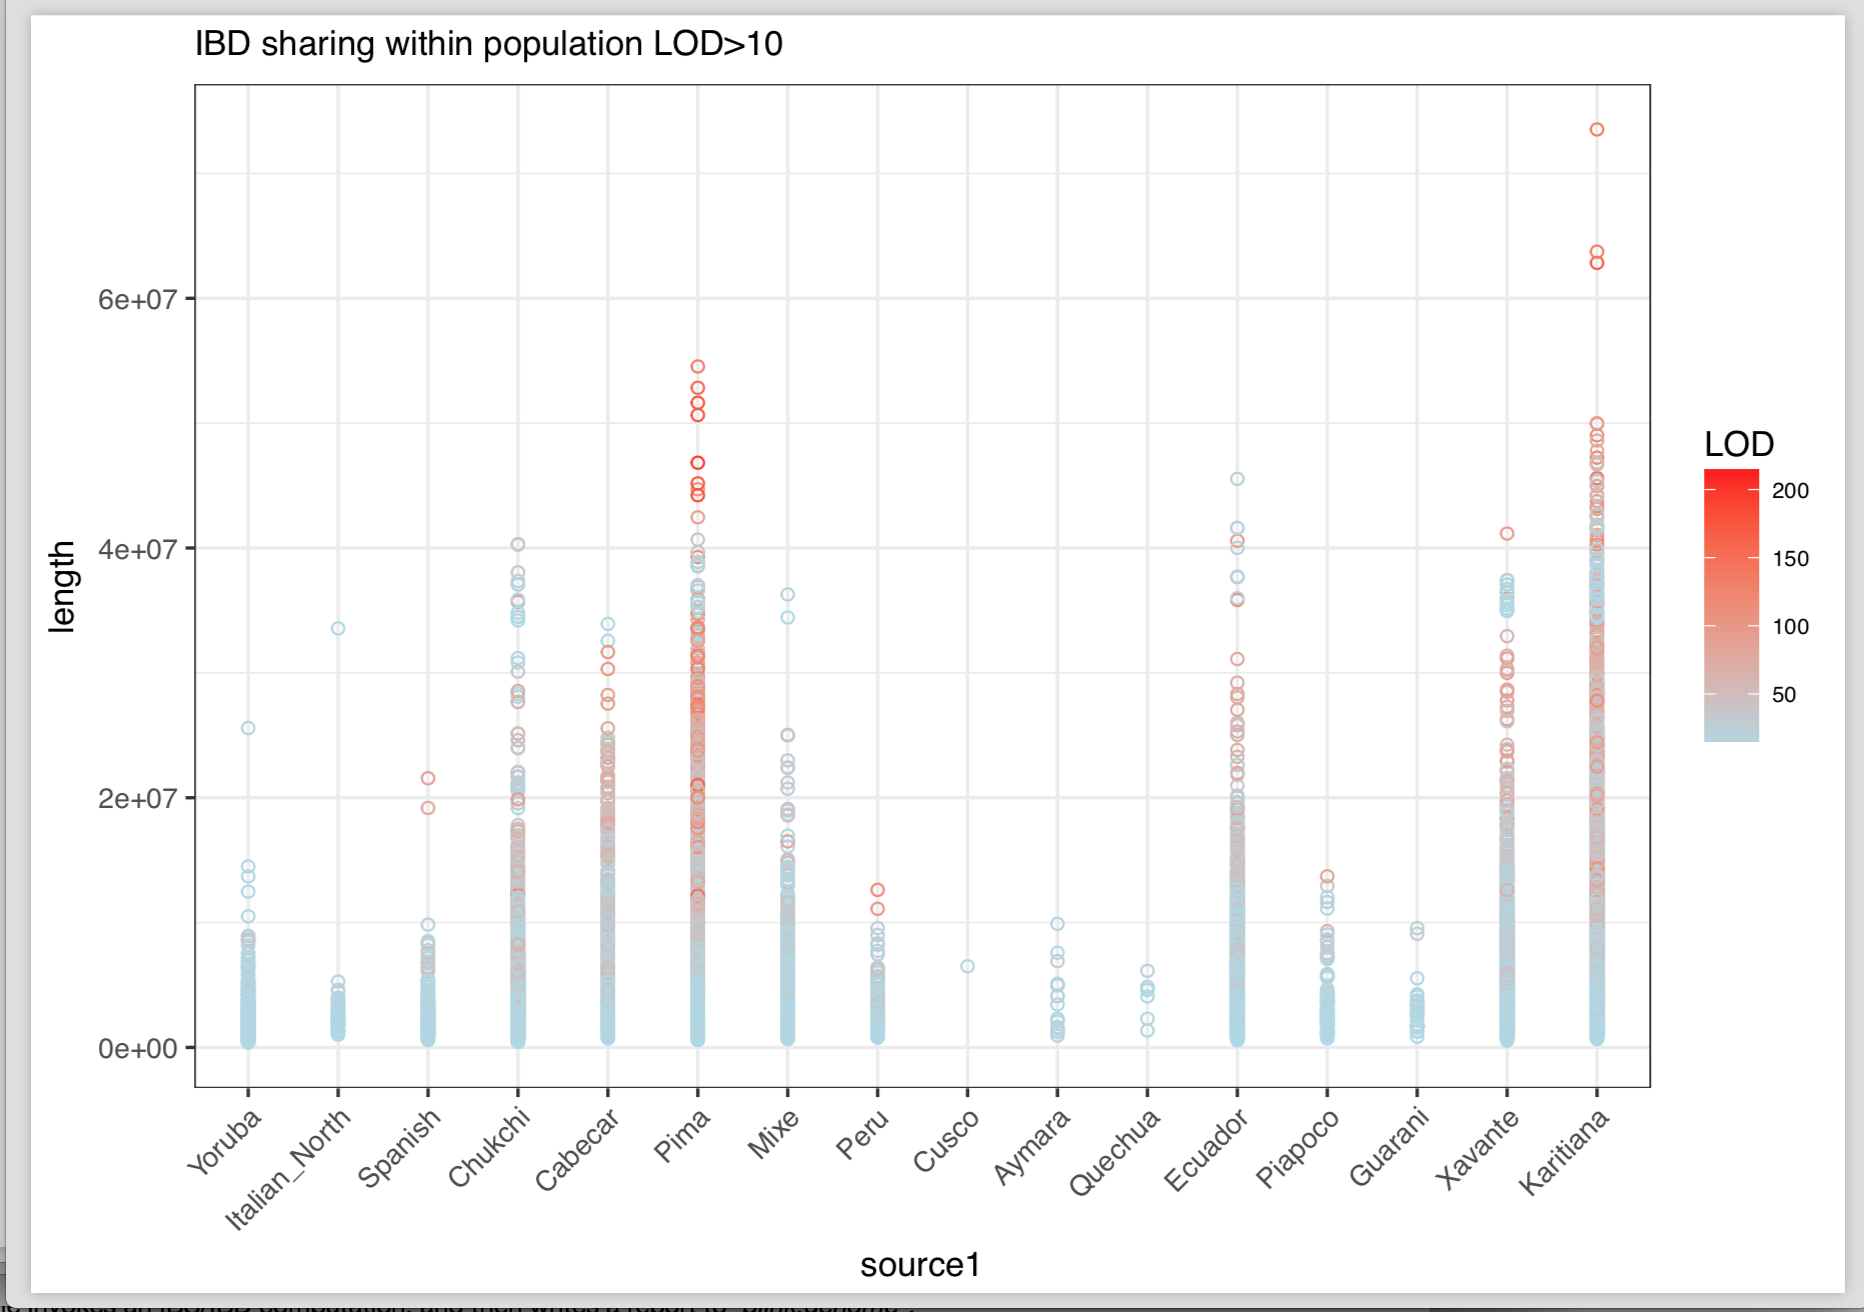 IBD sharing within population LOD>10
length
6e+07
4e+07
2e+07
0e+00
Yoruba
Italian_North
Spanish
Chukchi
Cabecar
Pima
Mixe
Peru
Cusco
Aymara
Quechua
Ecuador
Piapoco
Guarani
Xavante
Karitiana
source1
LOD
200
150
100
50